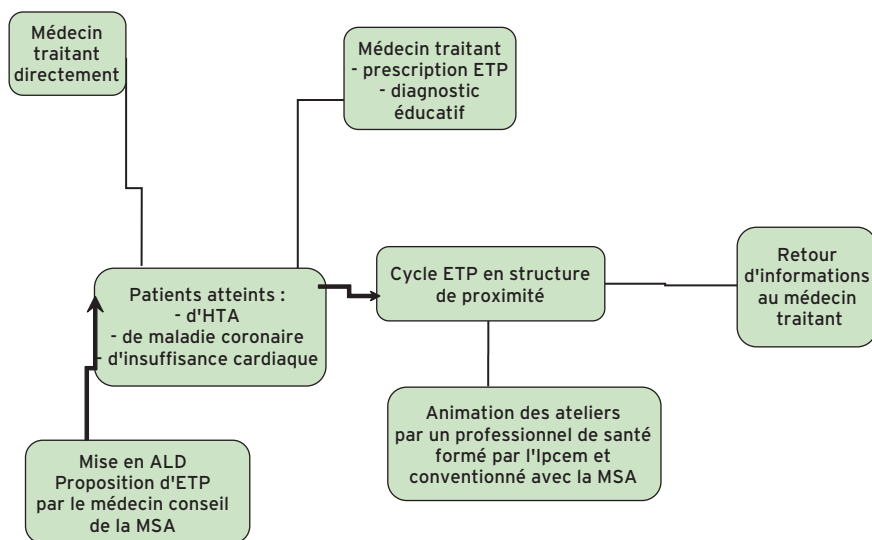 Médecin
traitant
directement
Médecin traitant
- prescription ETP
- diagnostic
éducatif
Patients atteints :
- d'HTA
- de maladie coronaire
- d'insuffisance cardiaque
Cycle ETP en structure
de proximité
Retour
d'informations
au médecin
traitant
Mise en ALD
Proposition d'ETP
par le médecin conseil
de la MSA
Animation des ateliers
par un professionnel de santé
formé par l'Ipcem et
conventionné avec la MSA